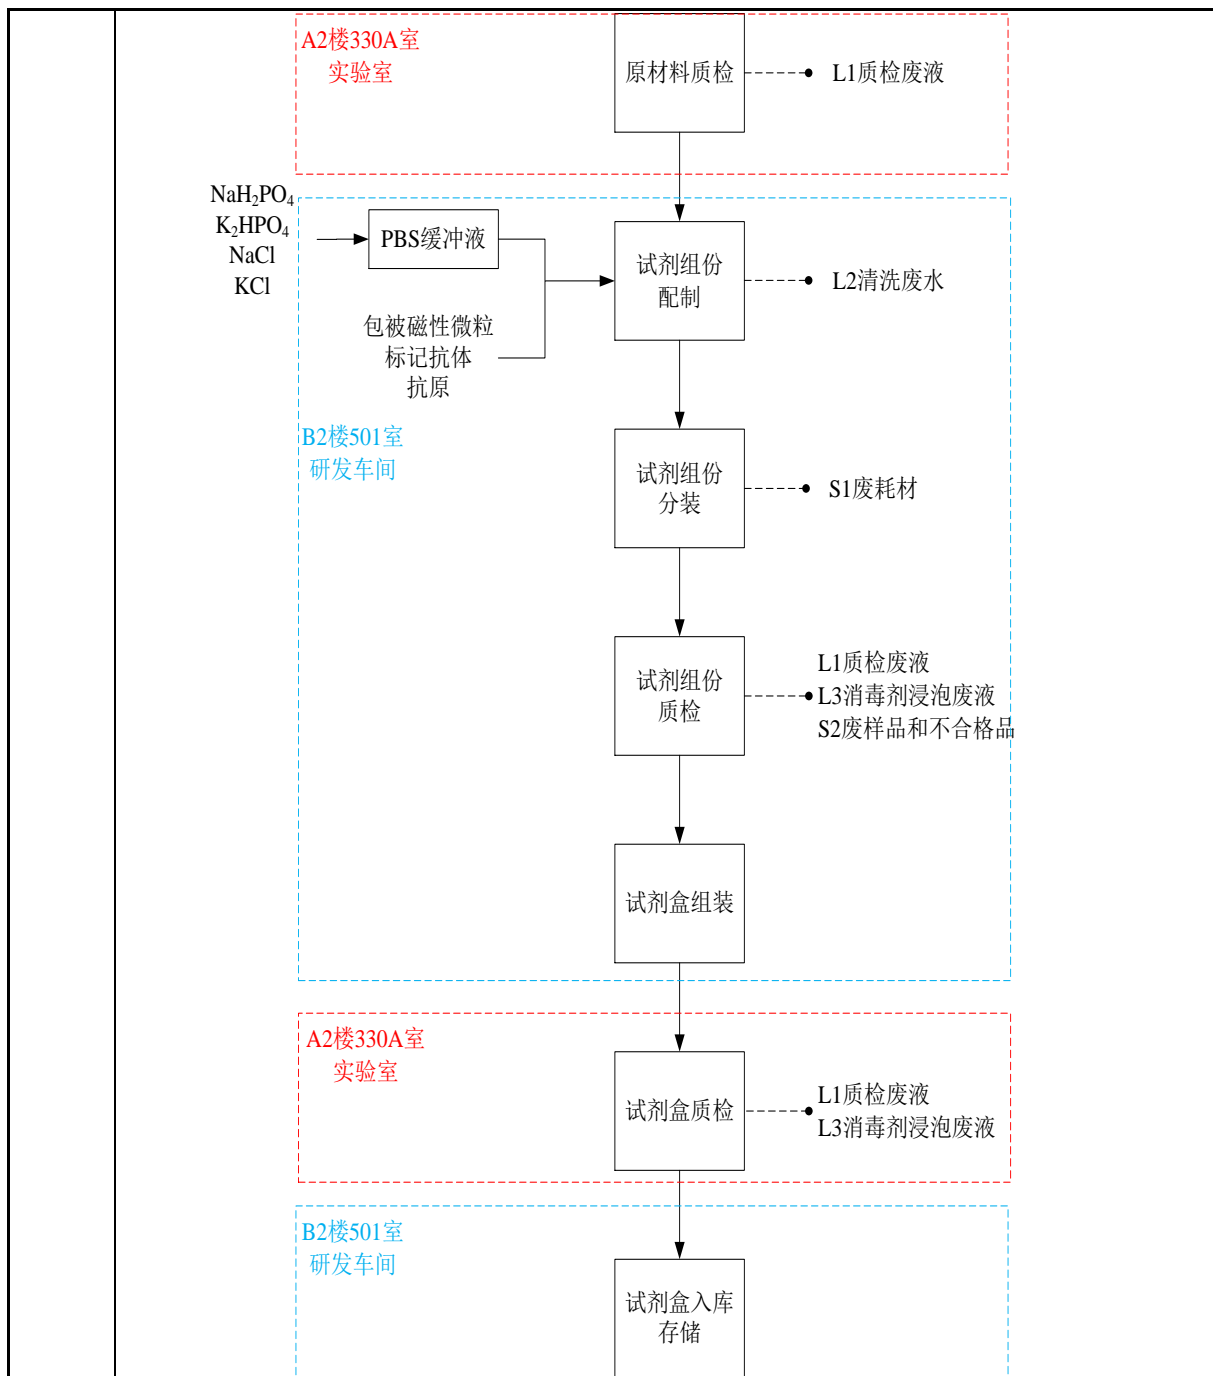 A2楼330A室
实验室
原材料质检
L1质检废液
NaH₂PO₄
K₂HPO₄
NaCl
KCl
PBS缓冲液
包被磁性微粒
标记抗体
抗原
试剂组份
配制
L2清洗废水
B2楼501室
研发车间
试剂组份
分装
S1废耗材
试剂组份
质检
L1质检废液
L3消毒剂浸泡废液
S2废样品和不合格品
试剂盒组装
A2楼330A室
实验室
试剂盒质检
L1质检废液
L3消毒剂浸泡废液
B2楼501室
研发车间
试剂盒入库
存储